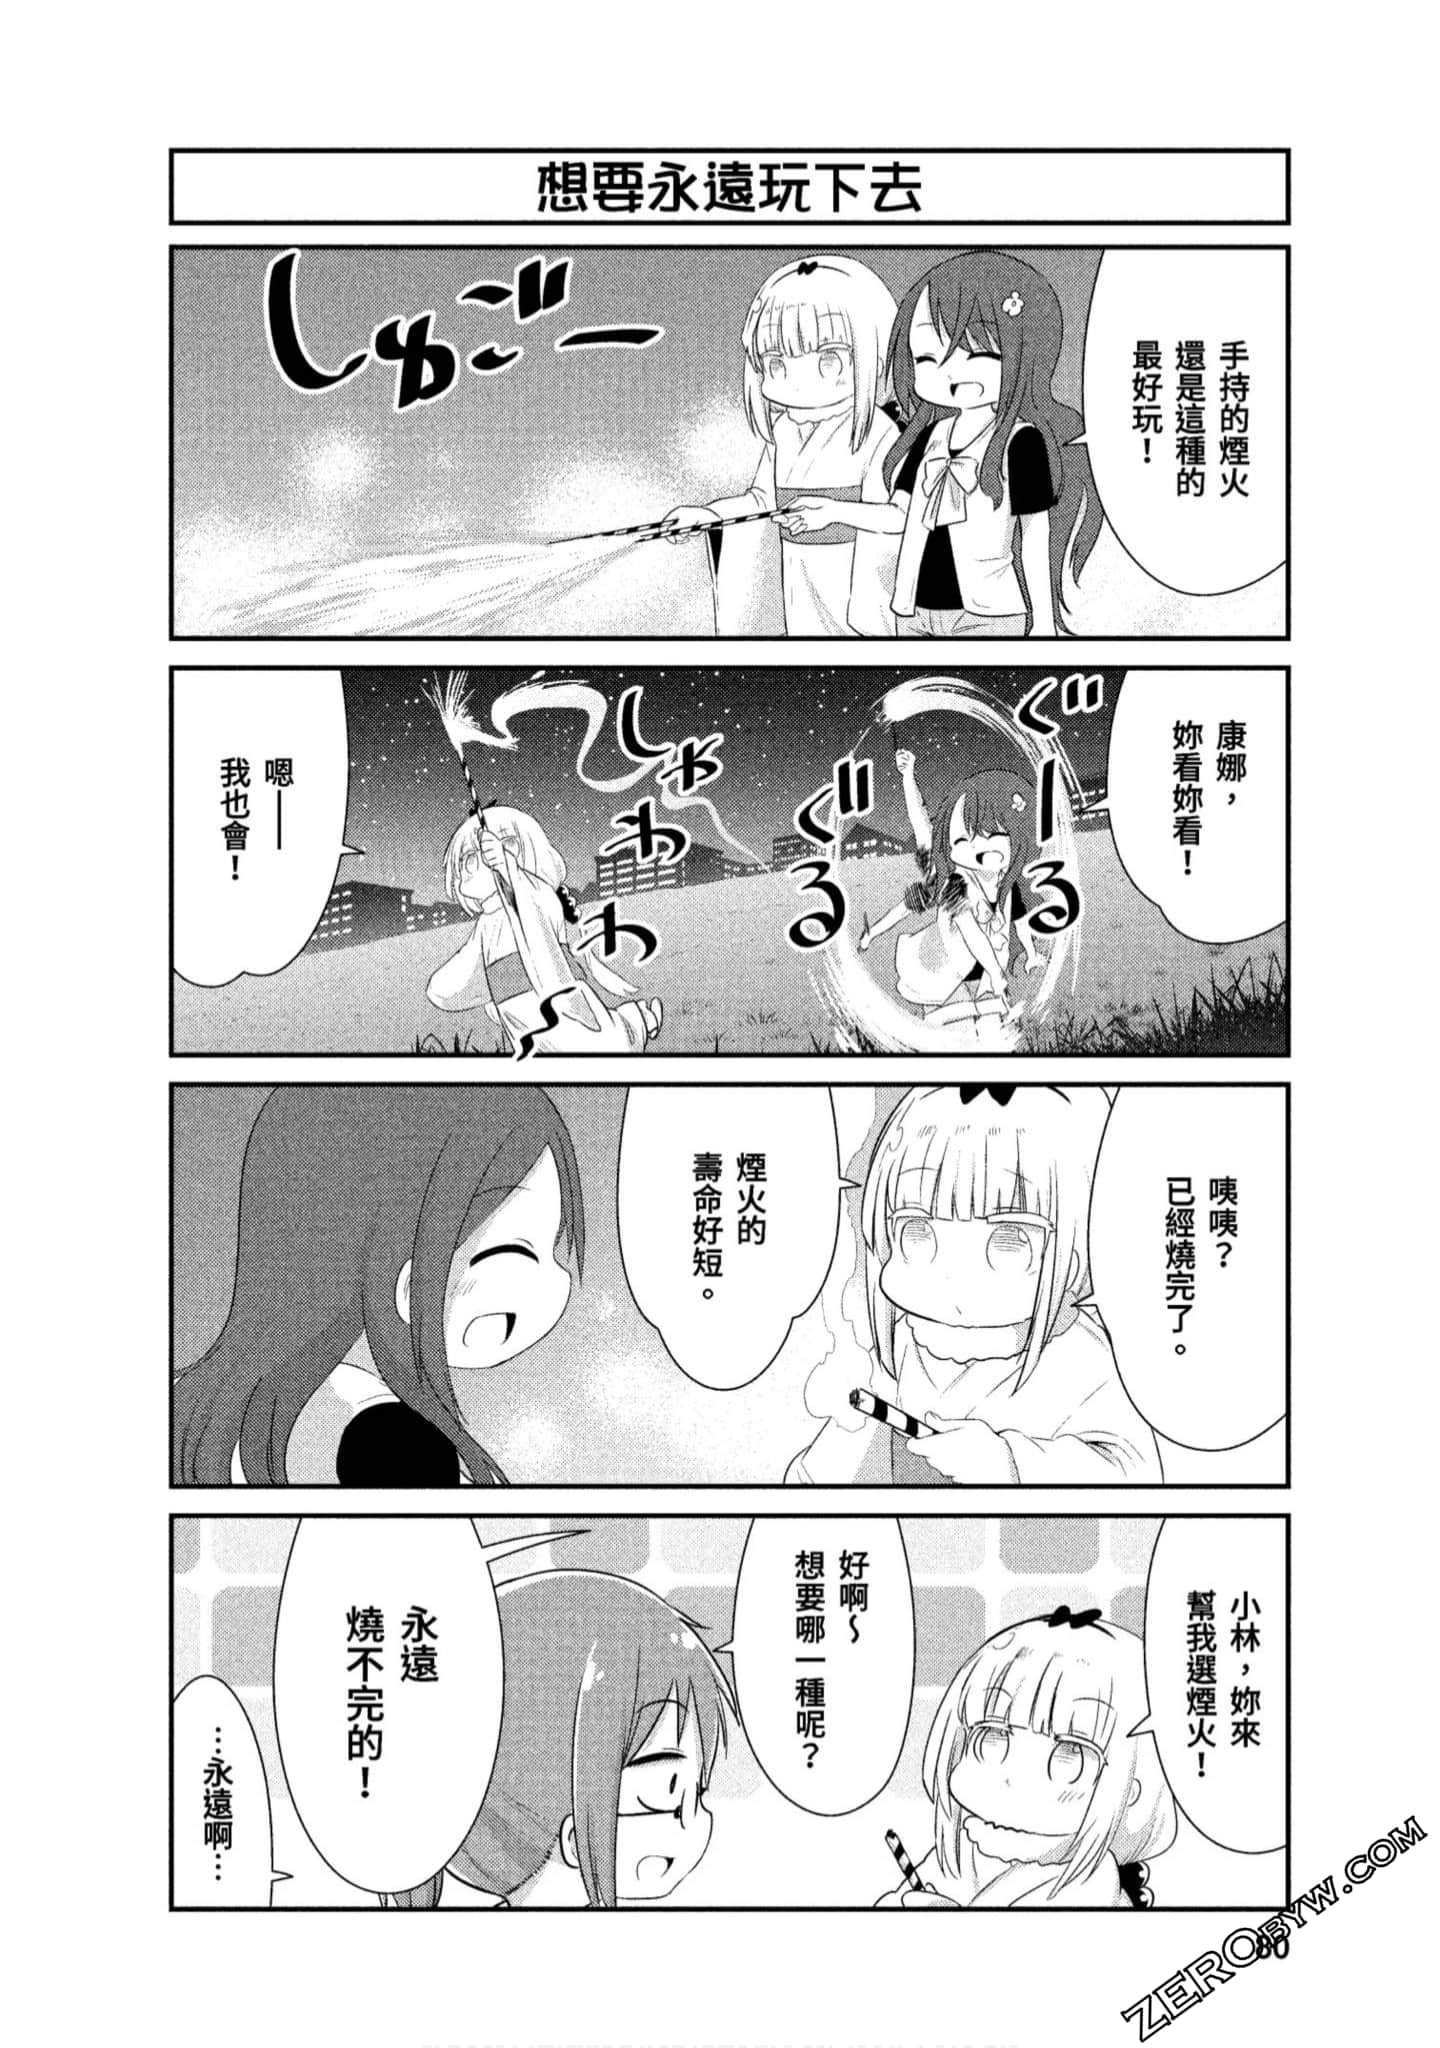 想要永遠玩下去
手持的煙火
還是這種的
最好玩！
しゅごー
康娜，
妳看妳看！
ぐーる
ぐる
しゃ
わ
わ
〜
嗯——
我也會！
咦咦？
已經燒完了。
煙火的
壽命好短。
小林，妳來
幫我選煙火！
好啊～
想要哪一種呢？
永遠
燒不完的！
…永遠啊…
80
ZEROBYW.COM